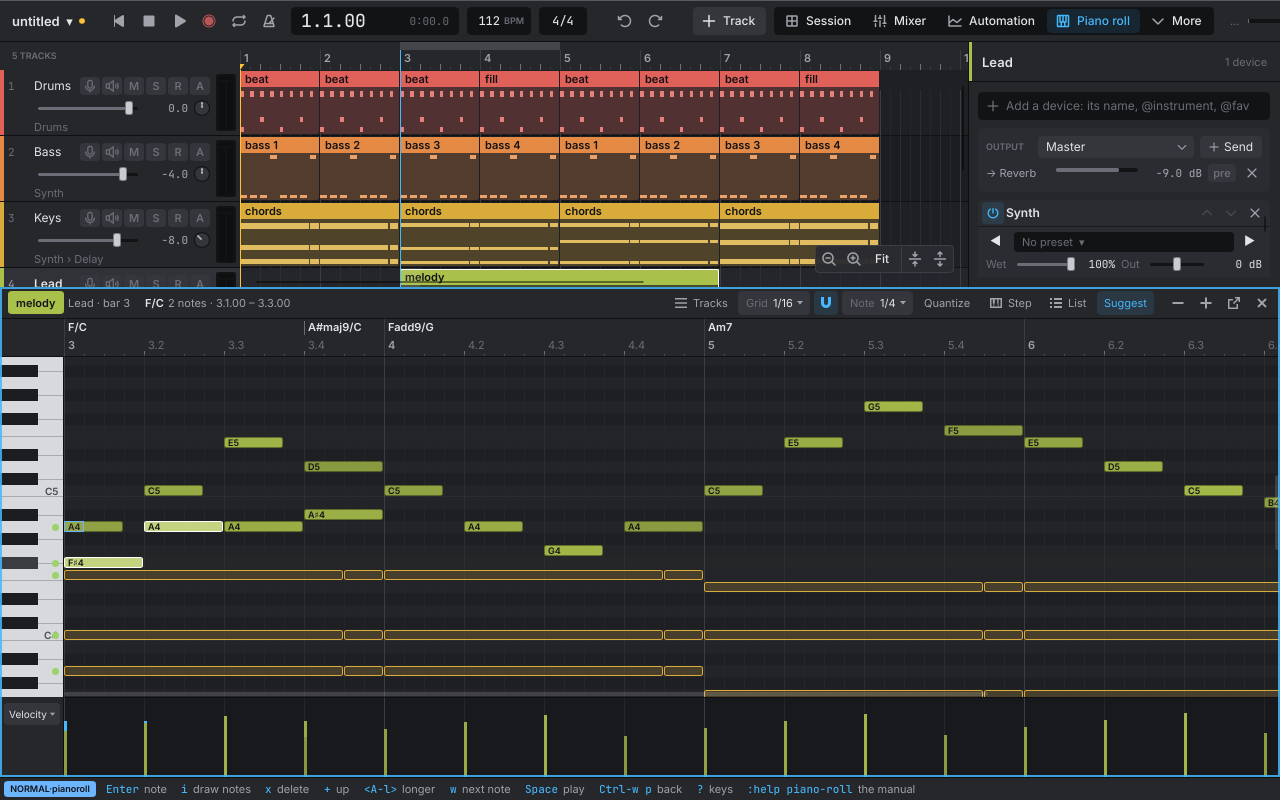 untitled ▾ 1.1.00 0:00.0 112 BPM 4/4 + Track Session Mixer Automation Piano roll More ...
5 TRACKS 1 2 3 4 5 6 7 8 9 1
Lead 1 device
1 Drums M S R A beat beat beat fill beat beat beat fill
0.0
Drums
+ Add a device: its name, @instrument, @fav
2 Bass M S R A bass 1 bass 2 bass 3 bass 4 bass 1 bass 2 bass 3 bass 4
OUTPUT Master + Send
-4.0
→ Reverb -9.0 dB pre ✕
Synth
3 Keys M S R A chords chords chords chords
Synth
-8.0
No preset ▾
Synth › Delay
Fit
Wet 100% Out 0 dB
4 Lead M S R A melody
melody Lead · bar 3 F/C 2 notes · 3.1.00 – 3.3.00 Tracks Grid 1/16 ▾ Note 1/4 ▾ Quantize Step List Suggest
F/C A#maj9/C Fadd9/G Am7
3 3.2 3.3 3.4 4 4.2 4.3 4.4 5 5.2 5.3 5.4 6 6.2 6.3 6.
G5
F5
E5 E5 E5
D5 D5
C5 C5 C5 C5 C5
B4
A♯4
A4 A4 A4 A4 A4
G4
F♯4
Velocity ▾
NORMAL·pianoroll Enter note i draw notes x delete + up <A-l> longer w next note Space play Ctrl-w p back ? keys :help piano-roll the manual